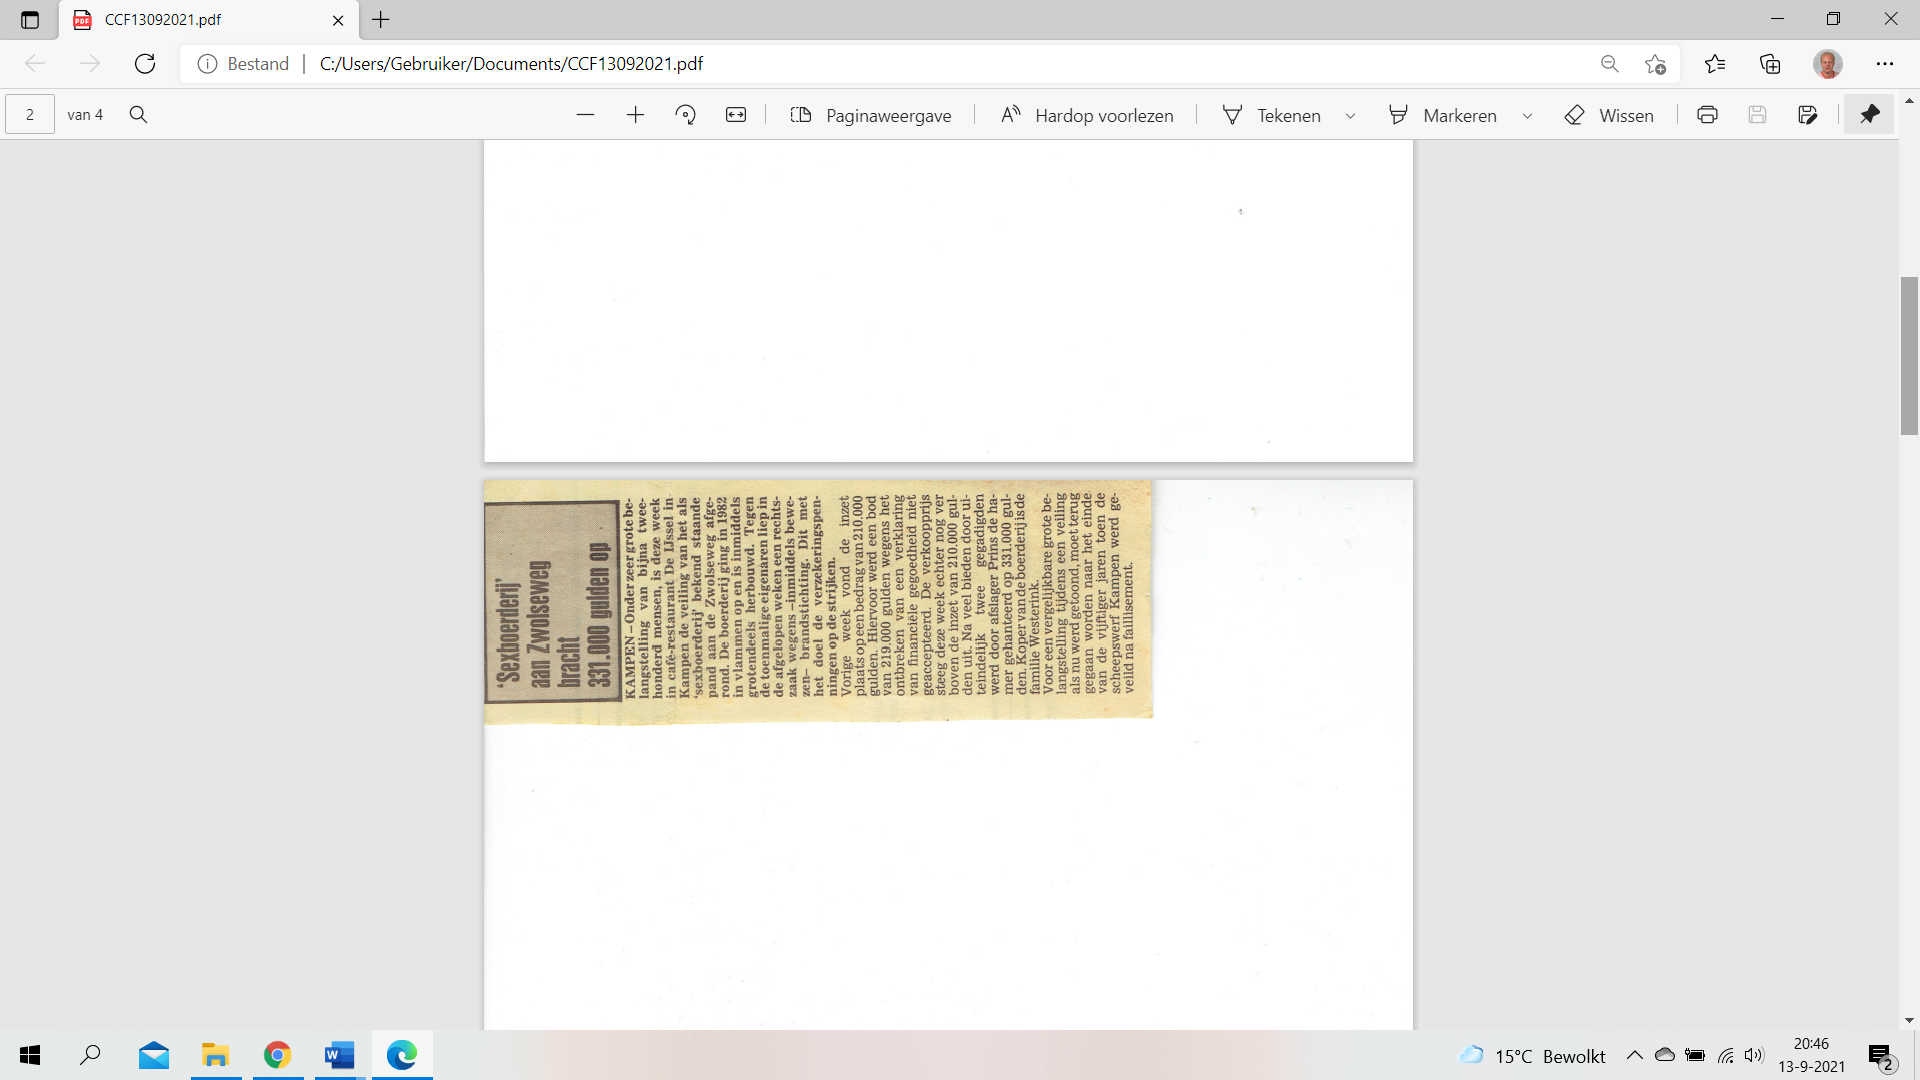 CCF13092021.pdf
Bestand
C:/Users/Gebruiker/Documents/CCF13092021.pdf
2
van 4
Paginaweergave
Hardop voorlezen
Tekenen
Markeren
Wissen
‘Sexboerderij’
aan Zwolseweg
bracht
331.000 gulden op
KAMPEN – Onder zeer grote be-
langstelling van bijna twee-
honderd mensen, is deze week
in café-restaurant De IJssel in
Kampen de veiling van het als
‘sexboerderij’ bekend staande
pand aan de Zwolseweg afge-
rond. De boerderij ging in 1982
in vlammen op en is inmiddels
grotendeels herbouwd. Tegen
de toenmalige eigenaren liep in
de afgelopen weken een rechts-
zaak wegens –inmiddels bewe-
zen– brandstichting. Dit met
het doel de verzekeringspen-
ningen op de strijken.
Vorige week vond de inzet
plaats op een bedrag van 210.000
gulden. Hiervoor werd een bod
van 219.000 gulden wegens het
ontbreken van een verklaring
van financiële gegoedheid niet
geaccepteerd. De verkoopprijs
steeg deze week echter nog ver
boven de inzet van 210.000 gul-
den uit. Na veel bieden door ui-
teindelijk twee gegadigden
werd door afslager Prins de ha-
mer gehanteerd op 331.000 gul-
den. Koper van de boerderij is de
familie Westerink.
Voor een vergelijkbare grote be-
langstelling tijdens een veiling
als nu werd getoond, moet terug
gegaan worden naar het einde
van de vijftiger jaren toen de
scheepswerf Kampen werd ge-
veild na faillisement.
15°C Bewolkt
20:46
13-9-2021
2